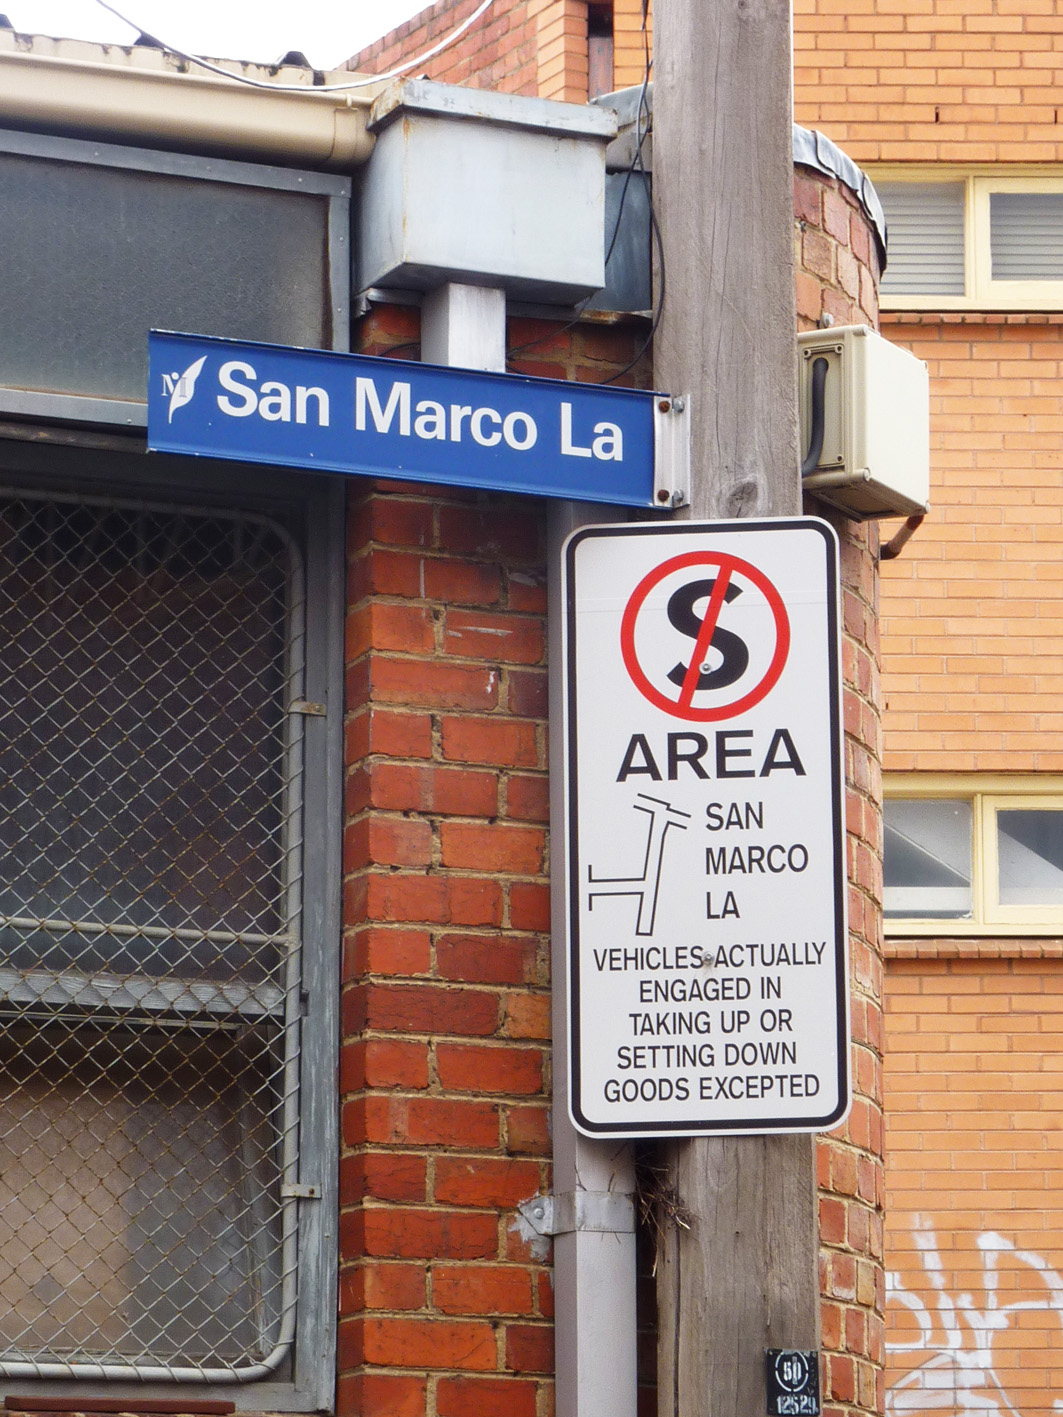 M
San Marco La
S
AREA
SAN
MARCO
LA
VEHICLES ACTUALLY
ENGAGED IN
TAKING UP OR
SETTING DOWN
GOODS EXCEPTED
50